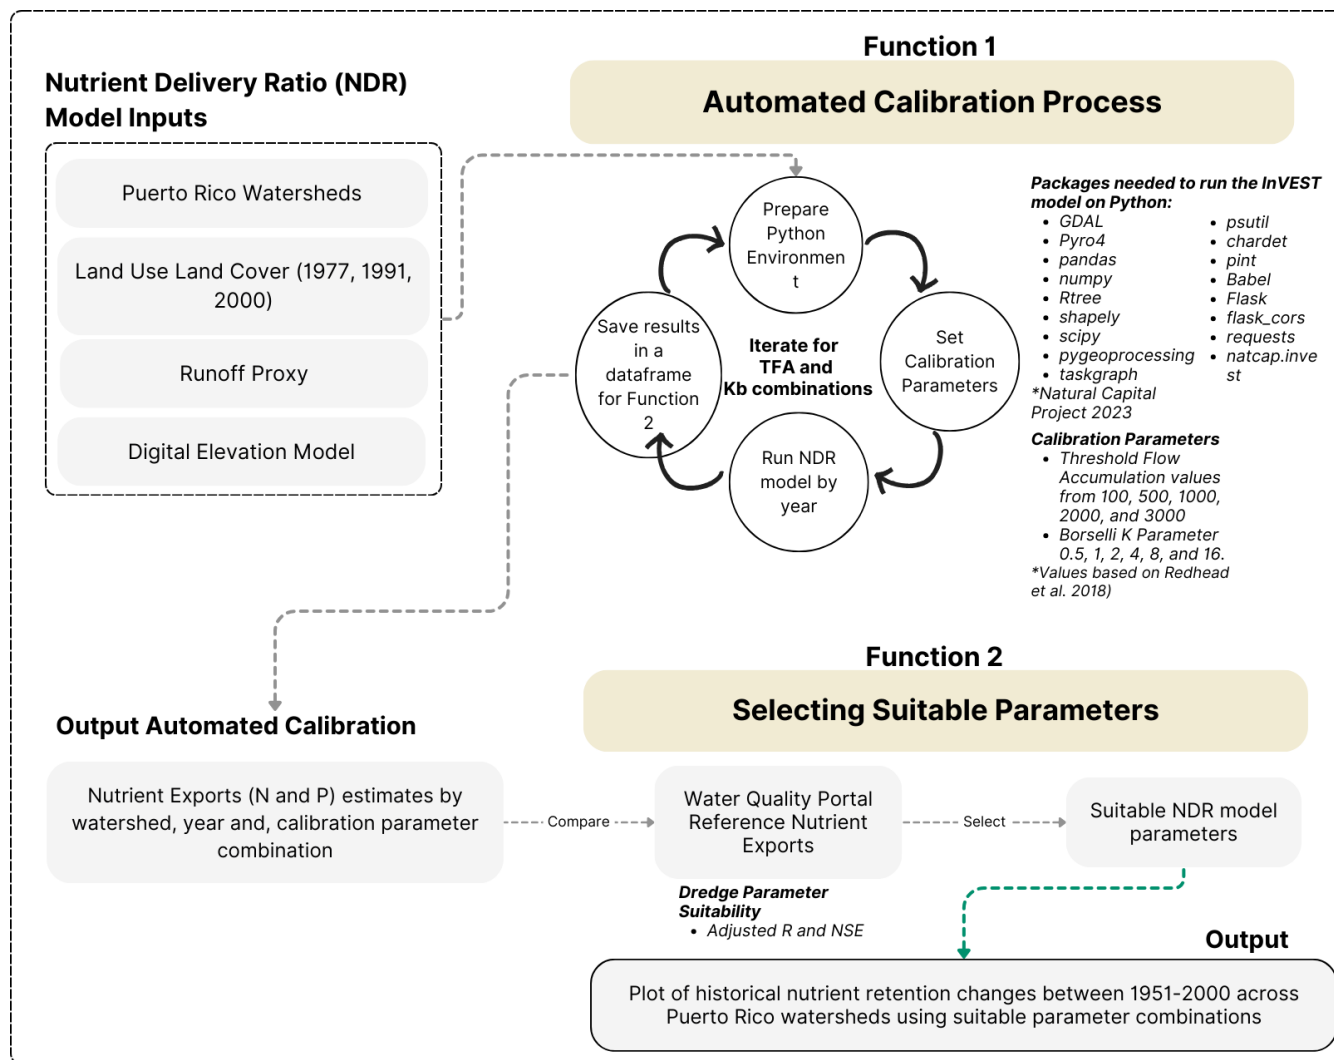 Nutrient Delivery Ratio (NDR)
Model Inputs
Puerto Rico Watersheds
Land Use Land Cover (1977, 1991,
2000)
Runoff Proxy
Digital Elevation Model
Function 1
Automated Calibration Process
Prepare
Python
Environmen
t
Set
Calibration
Parameters
Run NDR
model by
year
Save results
in a
dataframe
for Function
2
Iterate for
TFA and
Kb combinations
Packages needed to run the InVEST
model on Python:
• GDAL
• Pyro4
• pandas
• numpy
• Rtree
• shapely
• scipy
• pygeoprocessing
• taskgraph
• psutil
• chardet
• pint
• Babel
• Flask
• flask_cors
• requests
• natcap.inve
st
*Natural Capital
Project 2023
Calibration Parameters
• Threshold Flow
Accumulation values
from 100, 500, 1000,
2000, and 3000
• Borselli K Parameter
0.5, 1, 2, 4, 8, and 16.
*Values based on Redhead
et al. 2018)
Output Automated Calibration
Nutrient Exports (N and P) estimates by
watershed, year and, calibration parameter
combination
Function 2
Selecting Suitable Parameters
Compare
Water Quality Portal
Reference Nutrient
Exports
Select
Suitable NDR model
parameters
Dredge Parameter
Suitability
• Adjusted R and NSE
Output
Plot of historical nutrient retention changes between 1951-2000 across
Puerto Rico watersheds using suitable parameter combinations